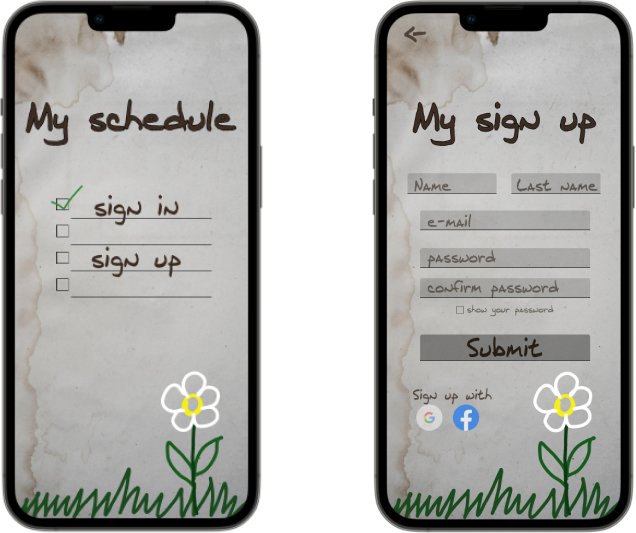 My schedule
sign in
sign up
My sign up
Name Last name
e-mail
password
confirm password
show your password
Submit
Sign up with